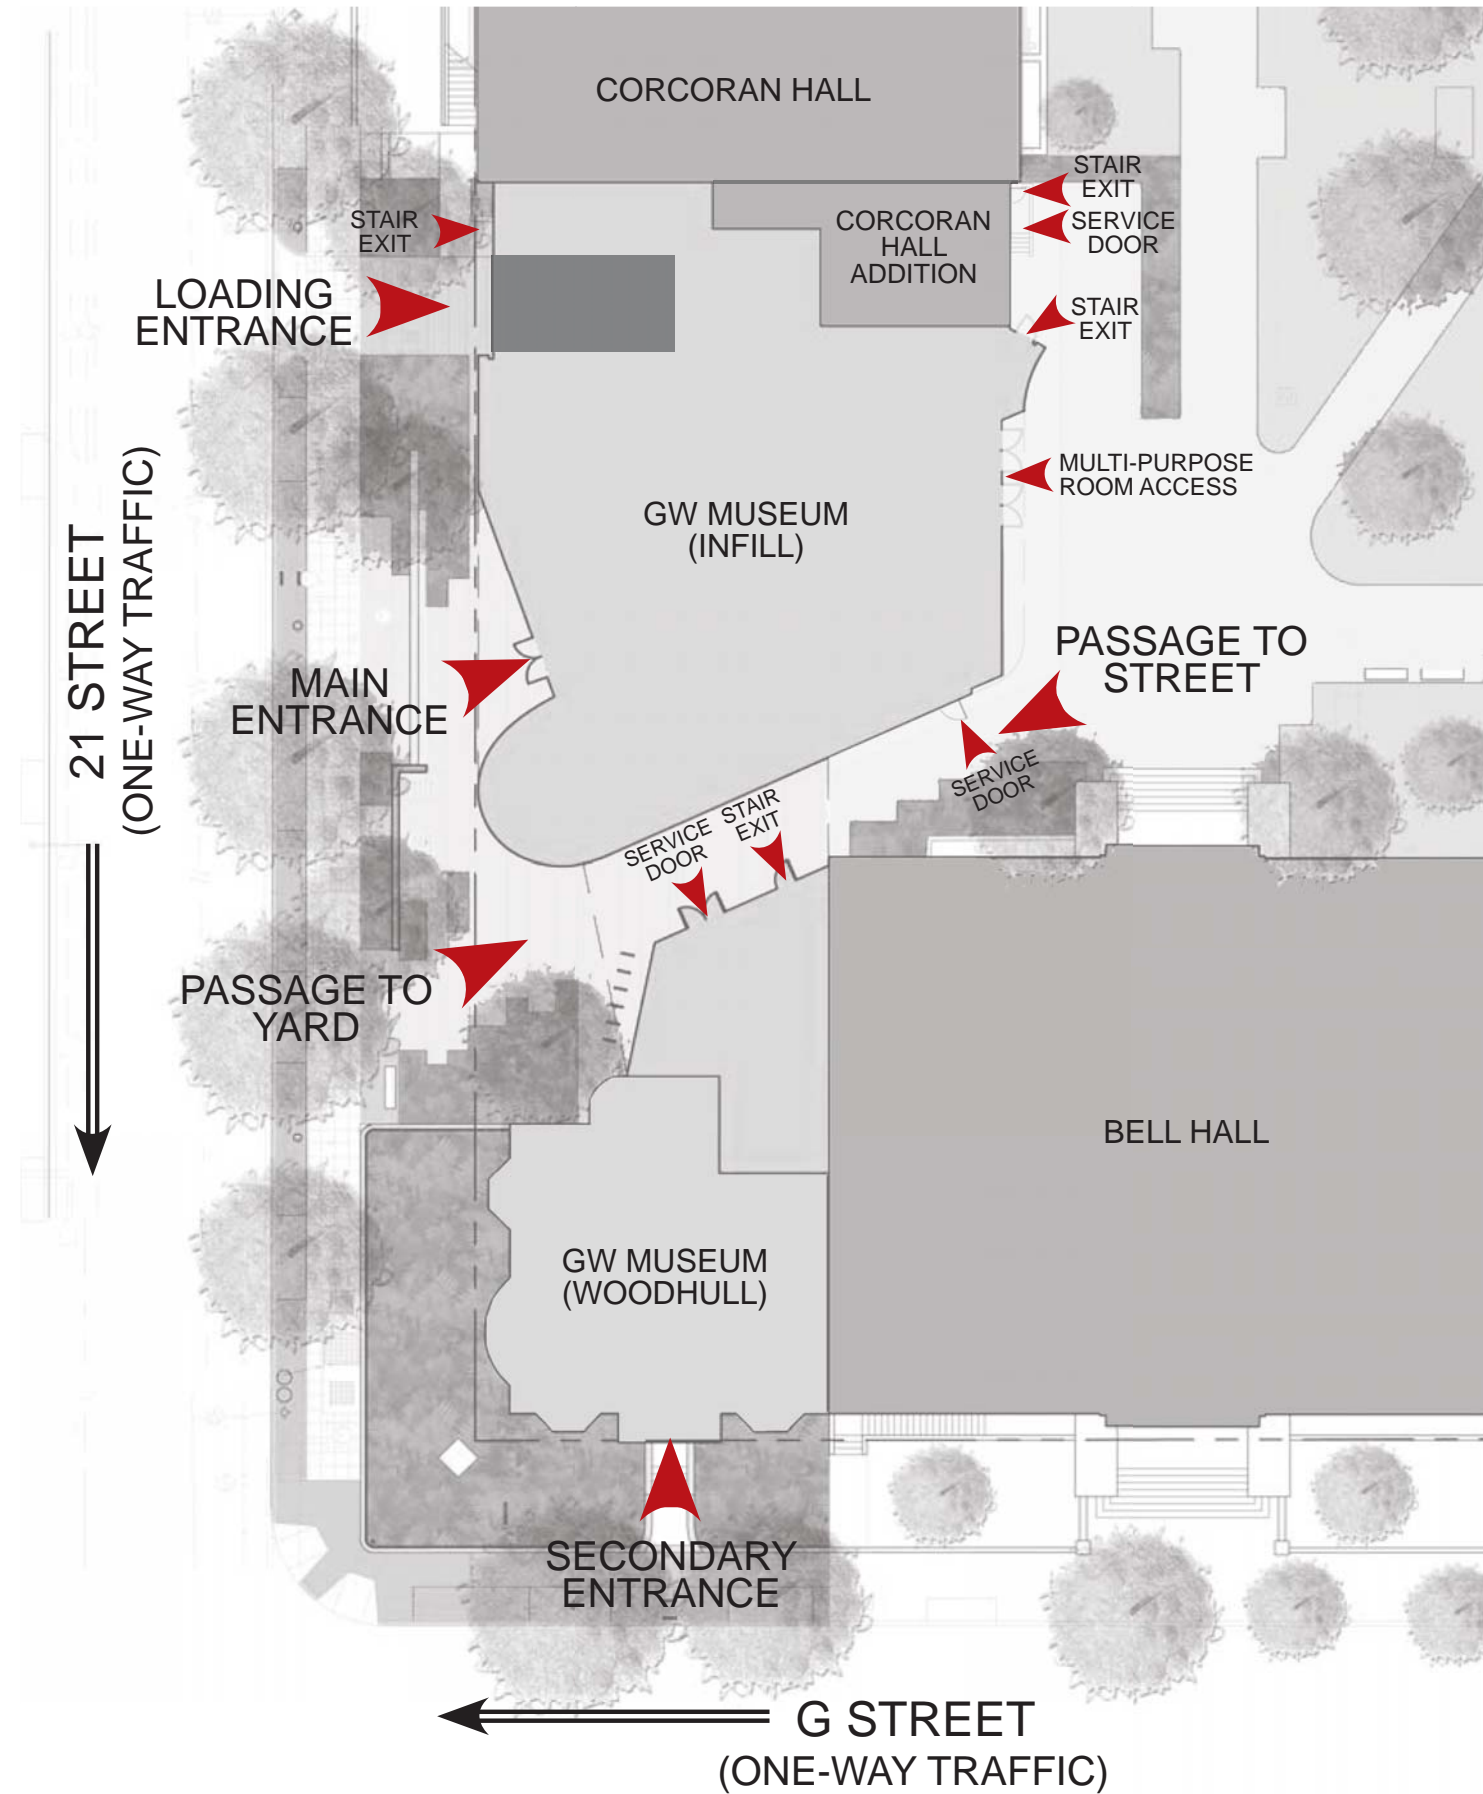 CORCORAN HALL
STAIR
EXIT
STAIR
EXIT
SERVICE
DOOR
CORCORAN
HALL
ADDITION
LOADING
ENTRANCE
STAIR
EXIT
MULTI-PURPOSE
ROOM ACCESS
GW MUSEUM
(INFILL)
21 STREET
(ONE-WAY TRAFFIC)
PASSAGE TO
STREET
MAIN
ENTRANCE
SERVICE
DOOR
STAIR
EXIT
SERVICE
DOOR
PASSAGE TO
YARD
BELL HALL
GW MUSEUM
(WOODHULL)
SECONDARY
ENTRANCE
G STREET
(ONE-WAY TRAFFIC)